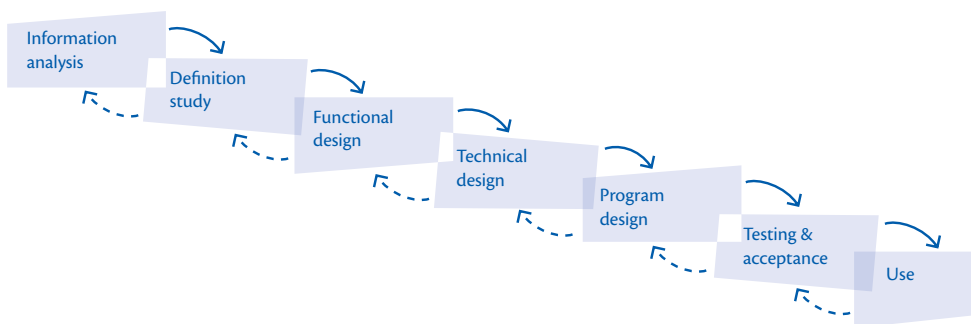 Information
analysis
Definition
study
Functional
design
Technical
design
Program
design
Testing &
acceptance
Use